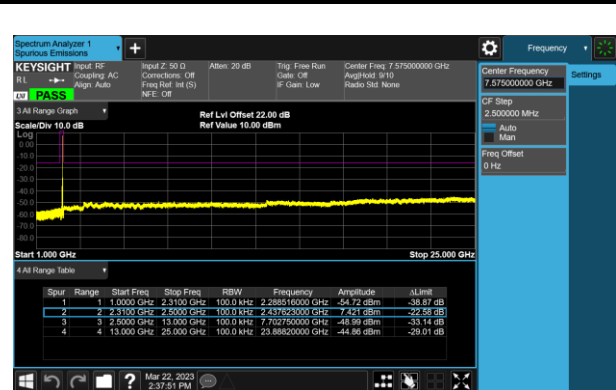 Spectrum Analyzer 1
Spurious Emissions
Frequency
KEYSIGHT
RL
PASS
Input: RF
Coupling: AC
Align: Auto
Input Z: 50 Ω
Corrections: Off
Freq Ref: Int (S)
NFE: Off
Atten: 20 dB
Trig: Free Run
Gate: Off
IF Gain: Low
Center Freq: 7.575000000 GHz
Avg|Hold: 9/10
Radio Std: None
Center Frequency
7.575000000 GHz
Settings
CF Step
2.500000 MHz
Auto
Man
Freq Offset
0 Hz
3 All Range Graph
Scale/Div 10.0 dB
Ref Lvl Offset 22.00 dB
Ref Value 10.00 dBm
Log
0.00
-10.0
-20.0
-30.0
-40.0
-50.0
-60.0
-70.0
-80.0
Start 1.000 GHz
Stop 25.000 GHz
4 All Range Table
Spur Range Start Freq Stop Freq RBW Frequency Amplitude ΔLimit
1 1 1.0000 GHz 2.3100 GHz 100.0 kHz 2.288516000 GHz -54.72 dBm -38.87 dB
2 2 2.3100 GHz 2.5000 GHz 100.0 kHz 2.437623000 GHz 7.421 dBm -22.58 dB
3 3 2.5000 GHz 13.000 GHz 100.0 kHz 7.702750000 GHz -48.99 dBm -33.14 dB
4 4 13.000 GHz 25.000 GHz 100.0 kHz 23.88820000 GHz -44.86 dBm -29.01 dB
?
Mar 22, 2023
2:37:51 PM